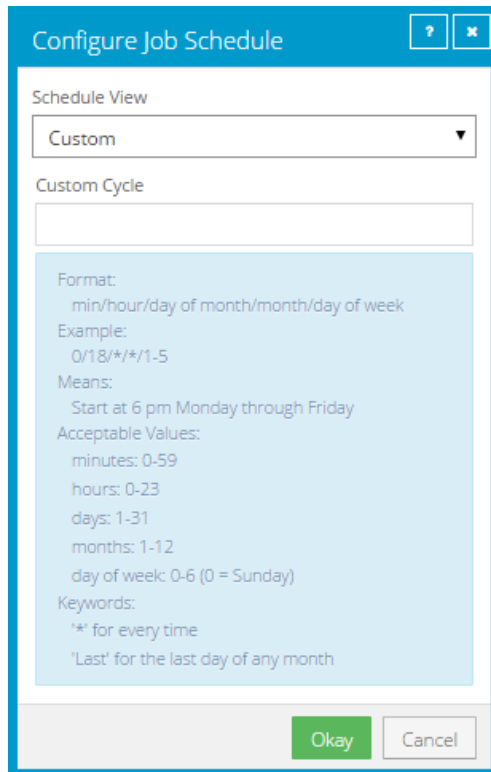 Configure Job Schedule
?
×
Schedule View
Custom
Custom Cycle
Format:
min/hour/day of month/month/day of week
Example:
0/18/*/*/1-5
Means:
Start at 6 pm Monday through Friday
Acceptable Values:
minutes: 0-59
hours: 0-23
days: 1-31
months: 1-12
day of week: 0-6 (0 = Sunday)
Keywords:
'*' for every time
'Last' for the last day of any month
Okay
Cancel